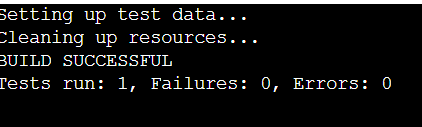 Setting up test data...
Cleaning up resources...
BUILD SUCCESSFUL
Tests run: 1, Failures: 0, Errors: 0